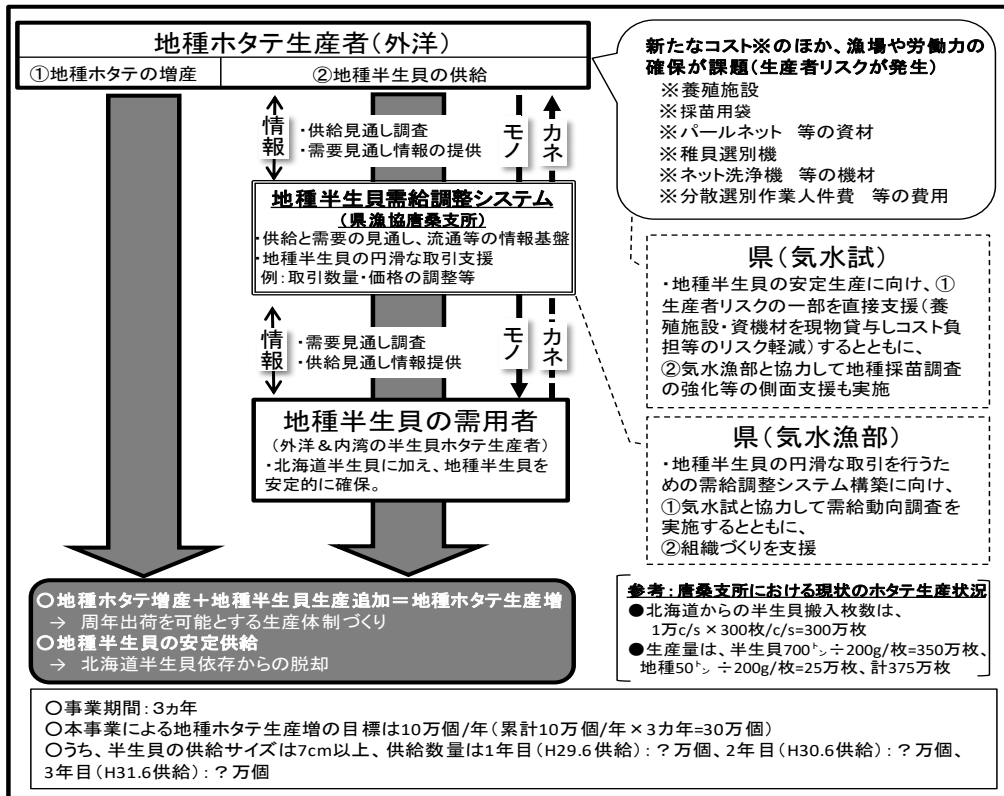 地種ホタテ生産者(外洋)
①地種ホタテの増産
②地種半生貝の供給
新たなコスト※のほか、漁場や労働力の
確保が課題(生産者リスクが発生)
※養殖施設
※採苗用袋
※パールネット 等の資材
※稚貝選別機
※ネット洗浄機 等の機材
※分散選別作業人件費 等の費用
情報
・供給見通し調査
・需要見通し情報の提供
モノ
カネ
地種半生貝需給調整システム
(県漁協唐桑支所)
・供給と需要の見通し、流通等の情報基盤
・地種半生貝の円滑な取引支援
例:取引数量・価格の調整等
情報
・需要見通し調査
・供給見通し情報提供
モノ
カネ
地種半生貝の需用者
(外洋&内湾の半生貝ホタテ生産者)
・北海道半生貝に加え、地種半生貝を
安定的に確保。
県(気水試)
・地種半生貝の安定生産に向け、①
生産者リスクの一部を直接支援(養
殖施設・資機材を現物貸与しコスト負
担等のリスク軽減)するとともに、
②気水漁部と協力して地種採苗調査
の強化等の側面支援も実施
県(気水漁部)
・地種半生貝の円滑な取引を行うた
めの需給調整システム構築に向け、
①気水試と協力して需給動向調査を
実施するとともに、
②組織づくりを支援
○地種ホタテ増産+地種半生貝生産追加=地種ホタテ生産増
→ 周年出荷を可能とする生産体制づくり
○地種半生貝の安定供給
→ 北海道半生貝依存からの脱却
参考:唐桑支所における現状のホタテ生産状況
●北海道からの半生貝搬入枚数は、
1万c/s×300枚/c/s=300万枚
●生産量は、半生貝700㌧÷200g/枚=350万枚、
地種50㌧÷200g/枚=25万枚、計375万枚
○事業期間:3ヵ年
○本事業による地種ホタテ生産増の目標は10万個/年(累計10万個/年×3カ年=30万個)
○うち、半生貝の供給サイズは7cm以上、供給数量は1年目(H29.6供給):?万個、2年目(H30.6供給):?万個、
3年目(H31.6供給):?万個